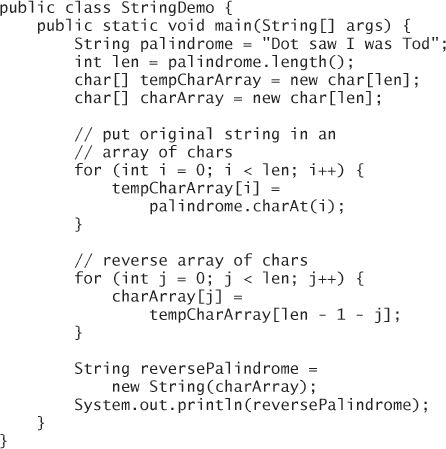 public class StringDemo {
    public static void main(String[] args) {
        String palindrome = "Dot saw I was Tod";
        int len = palindrome.length();
        char[] tempCharArray = new char[len];
        char[] charArray = new char[len];

        // put original string in an
        // array of chars
        for (int i = 0; i < len; i++) {
            tempCharArray[i] =
                palindrome.charAt(i);
        }

        // reverse array of chars
        for (int j = 0; j < len; j++) {
            charArray[j] =
                tempCharArray[len - 1 - j];
        }

        String reversePalindrome =
            new String(charArray);
        System.out.println(reversePalindrome);
    }
}